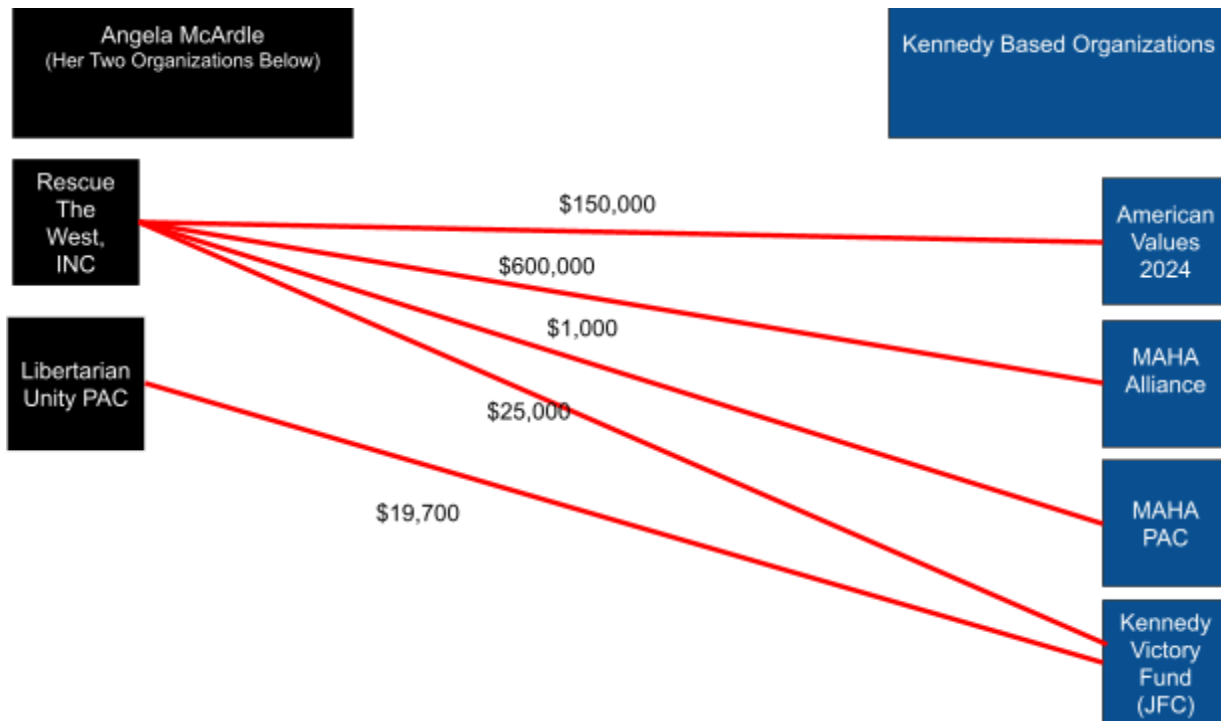 Angela McArdle
(Her Two Organizations Below)
Kennedy Based Organizations
Rescue
The
West,
INC
Libertarian
Unity PAC
$150,000
$600,000
$1,000
$25,000
$19,700
American
Values
2024
MAHA
Alliance
MAHA
PAC
Kennedy
Victory
Fund
(JFC)